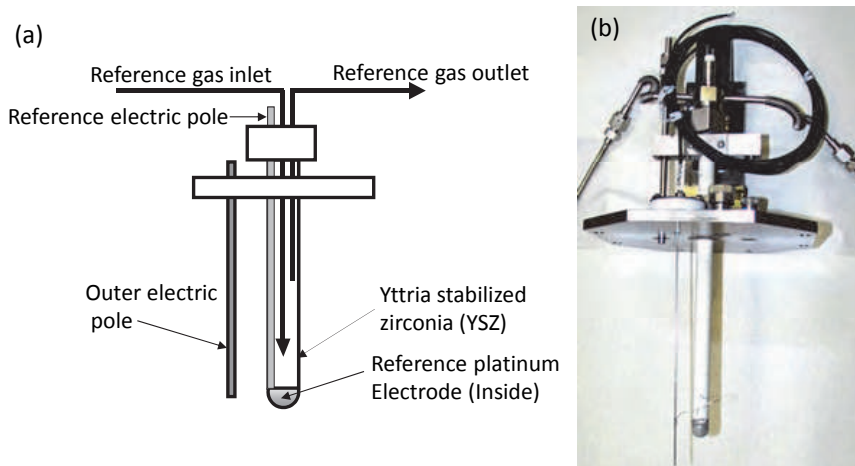 (a)
Reference gas inlet
Reference gas outlet
Reference electric pole
Outer electric
pole
Yttria stabilized
zirconia (YSZ)
Reference platinum
Electrode (Inside)
(b)